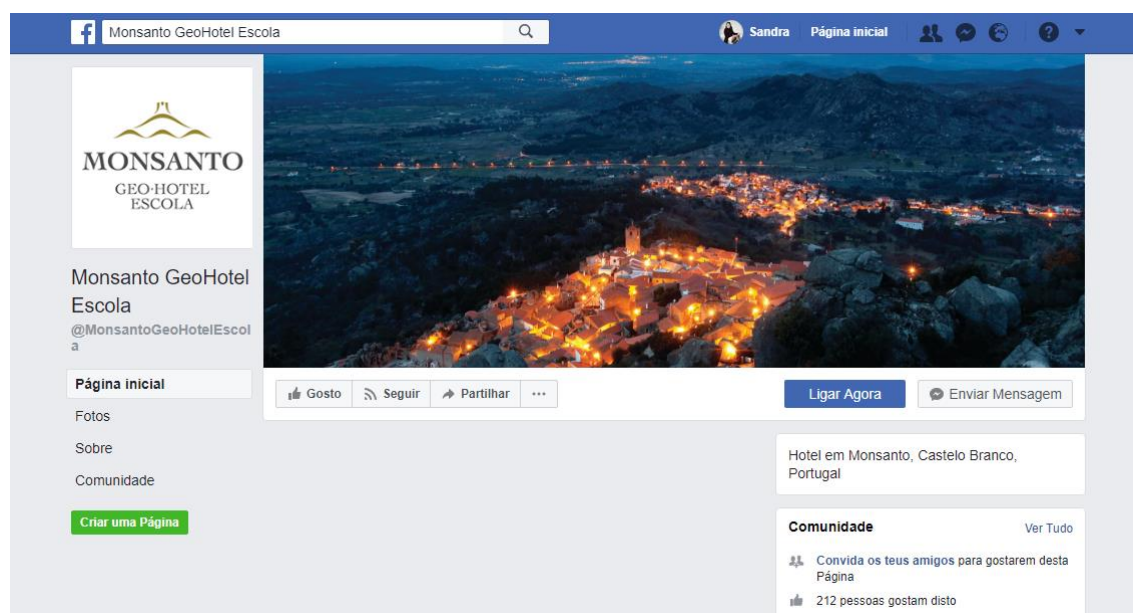 Monsanto GeoHotel Escola
Sandra
Página inicial
MONSANTO
GEO·HOTEL
ESCOLA
Monsanto GeoHotel
Escola
@MonsantoGeoHotelEscol
a
Página inicial
Fotos
Sobre
Comunidade
Criar uma Página
Gosto
Seguir
Partilhar
Ligar Agora
Enviar Mensagem
Hotel em Monsanto, Castelo Branco,
Portugal
Comunidade
Ver Tudo
Convida os teus amigos para gostarem desta
Página
212 pessoas gostam disto